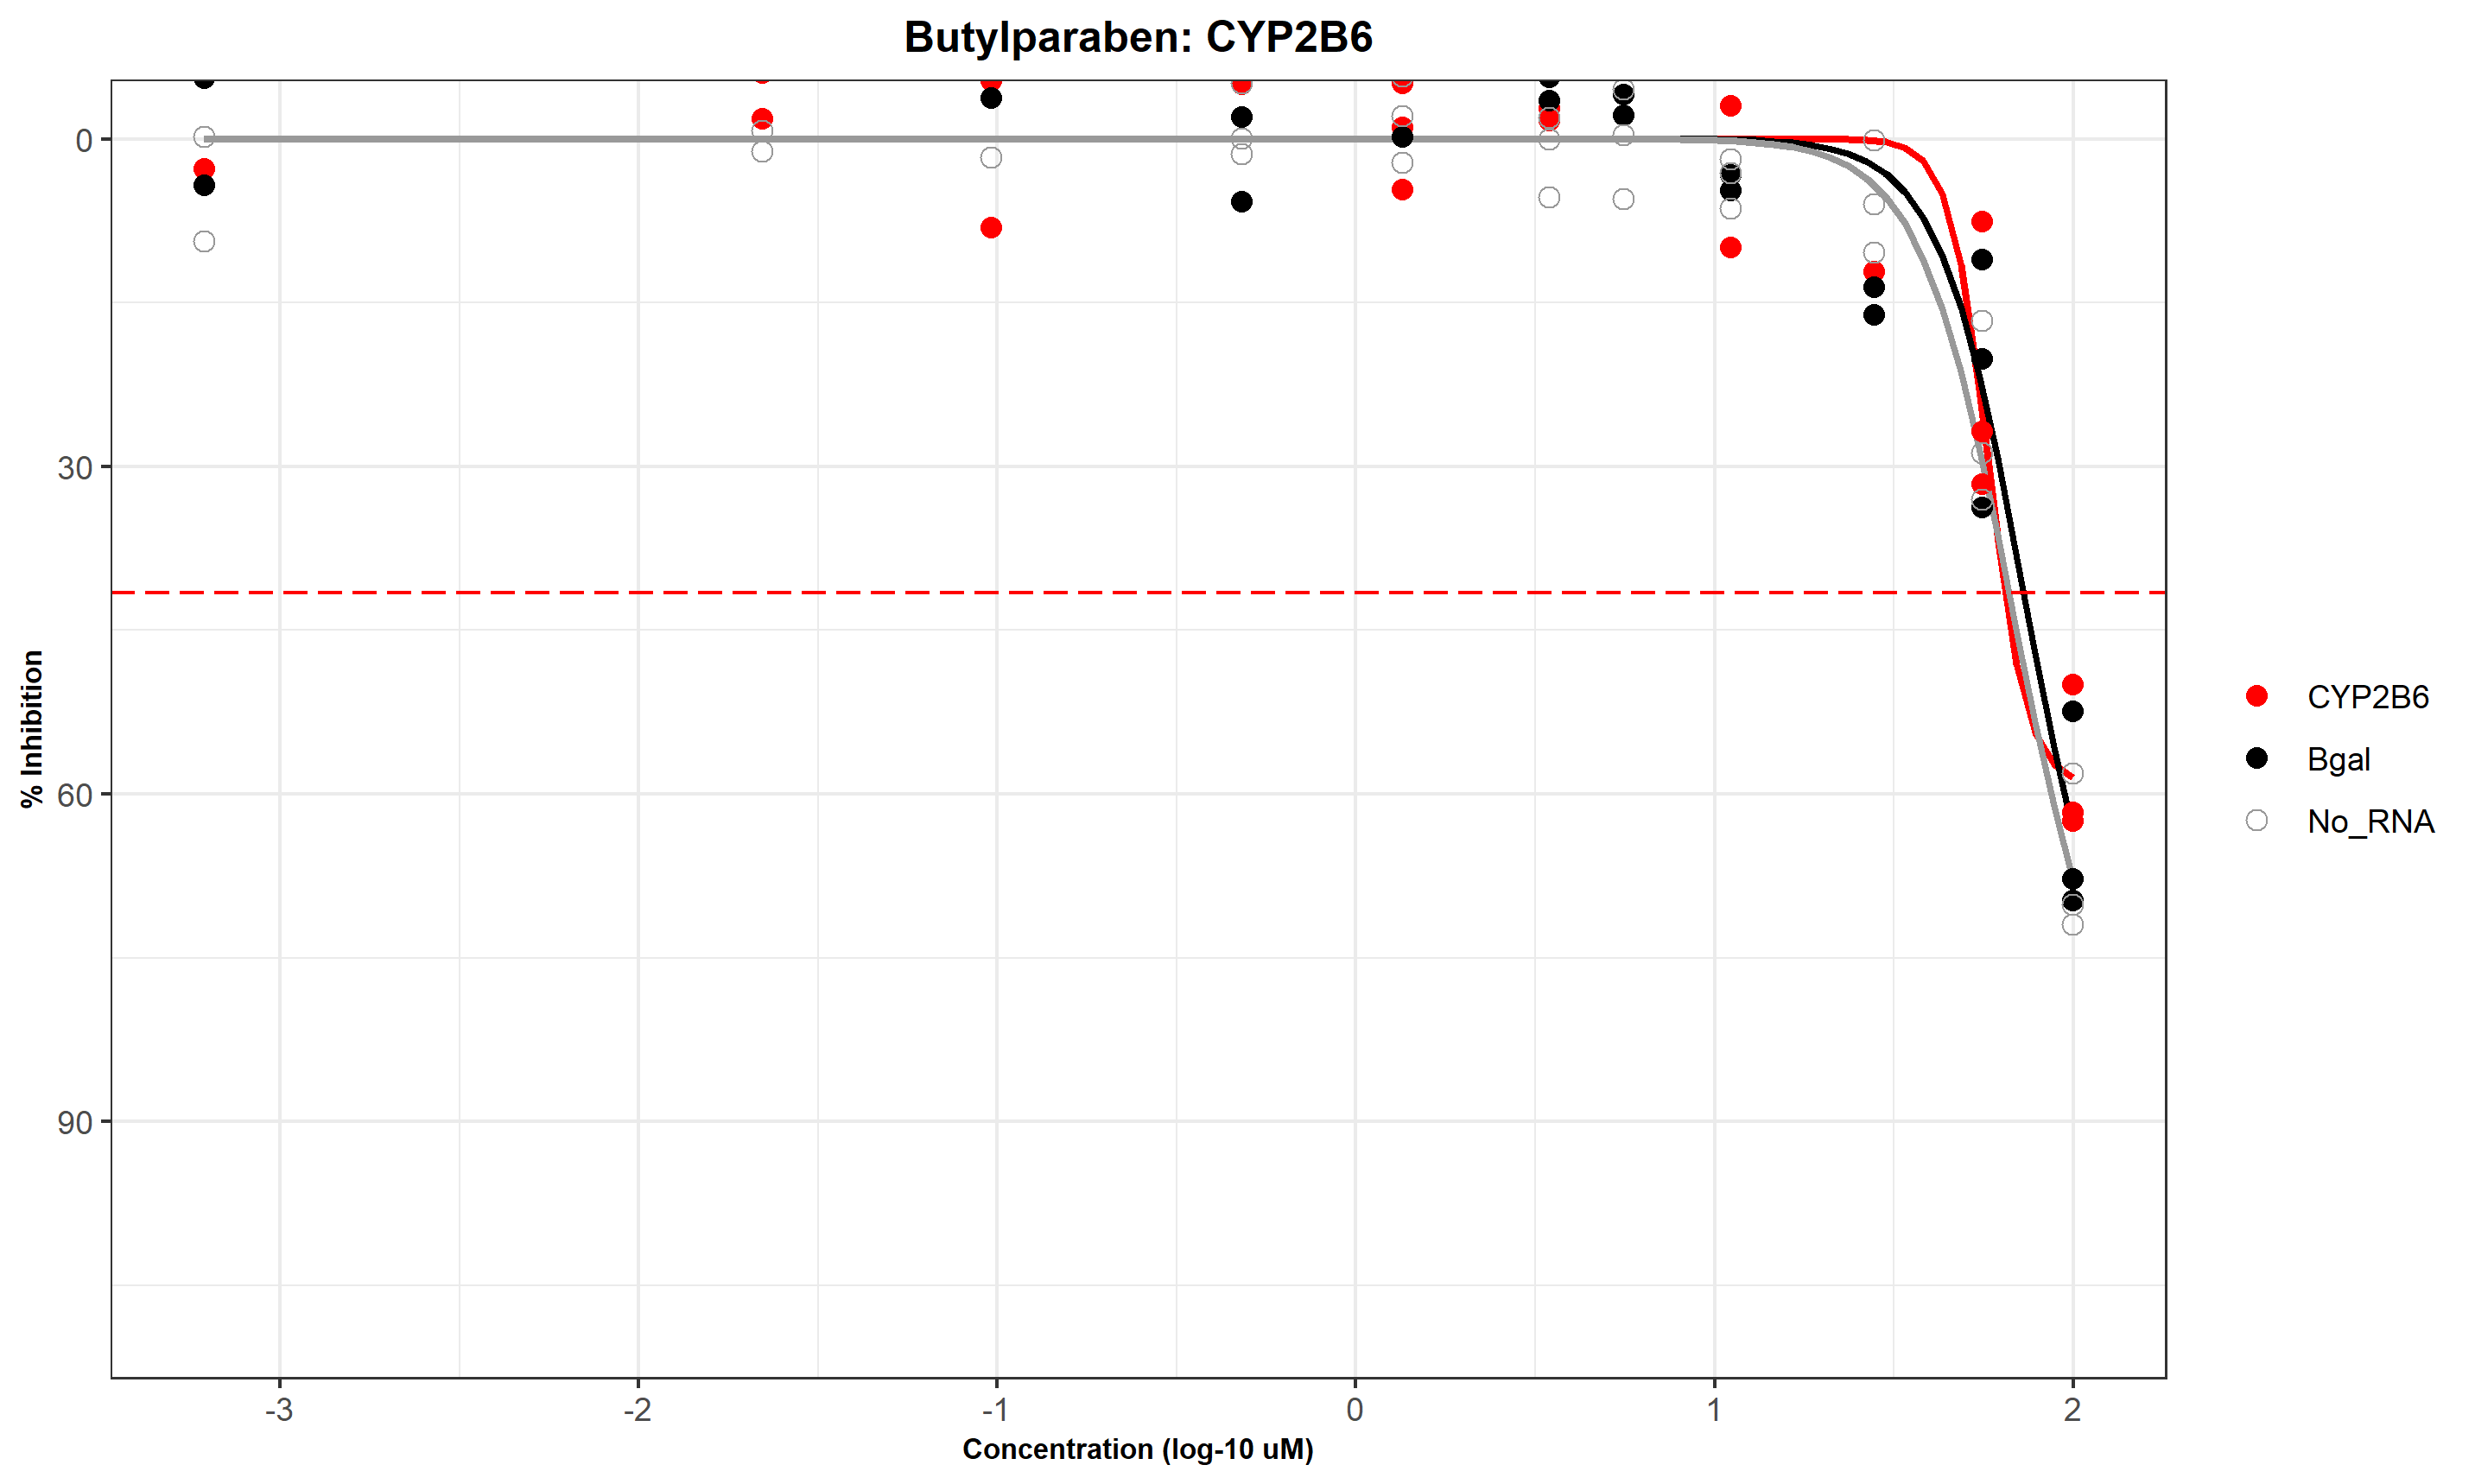 Butylparaben: CYP2B6
0
30
60
90
% Inhibition
-3
-2
-1
0
1
2
Concentration (log-10 uM)
CYP2B6
Bgal
No_RNA